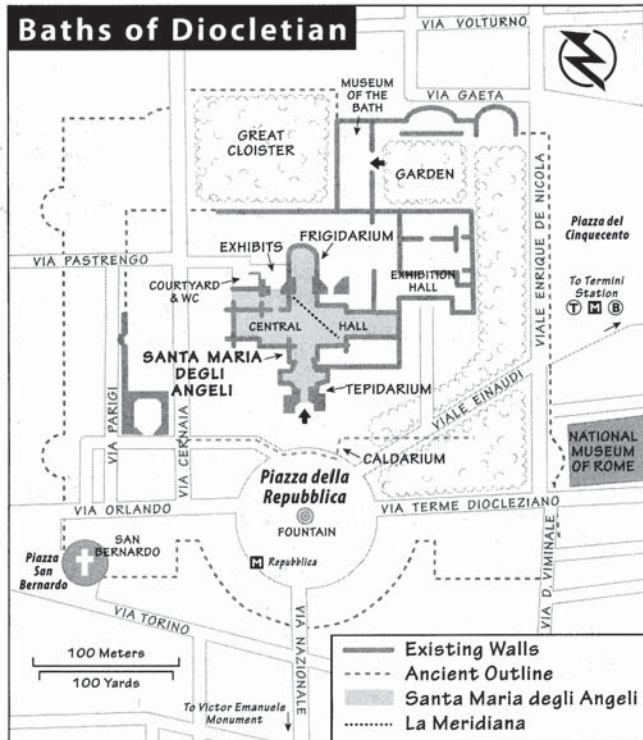 Baths of Diocletian
VIA VOLTURNO
MUSEUM
OF THE
BATH
VIA GAETA
GREAT
CLOISTER
GARDEN
VIALE ENRIQUE DE NICOLA
Piazza del
Cinquecento
FRIGIDARIUM
EXHIBITS
VIA PASTRENGO
COURTYARD
& WC
EXHIBITION
HALL
To Termini
Station
T M B
CENTRAL HALL
SANTA MARIA
DEGLI
ANGELI
TEPIDARIUM
VIALE EINAUDI
VIA PARIGI
VIA CERNAIA
NATIONAL
MUSEUM
OF ROME
CALDARIUM
Piazza della
Repubblica
VIA ORLANDO
FOUNTAIN
VIA TERME DIOCLEZIANO
SAN
BERNARDO
Piazza
San
Bernardo
M Repubblica
VIA D. VIMINALE
VIA TORINO
VIA NAZIONALE
100 Meters
100 Yards
To Victor Emanuele
Monument
Existing Walls
Ancient Outline
Santa Maria degli Angeli
La Meridiana